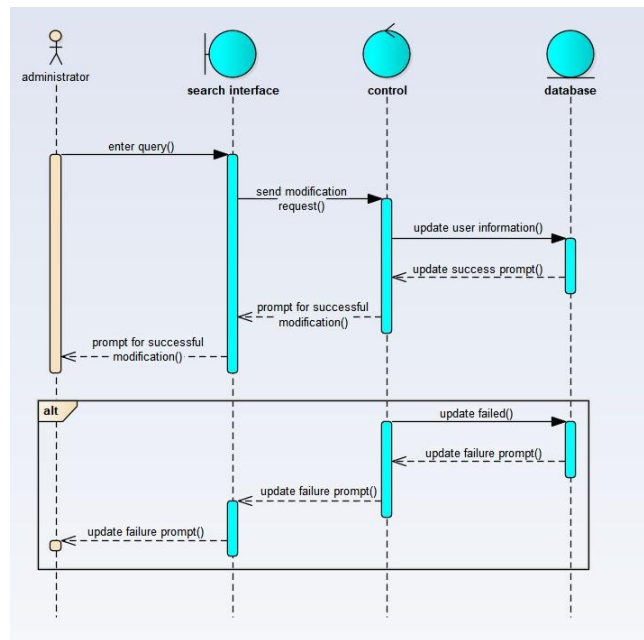 administrator
search interface
control
database
enter query()
send modification
request()
update user information()
update success prompt()
prompt for successful
modification()
prompt for successful
modification()
alt
update failed()
update failure prompt()
update failure prompt()
update failure prompt()